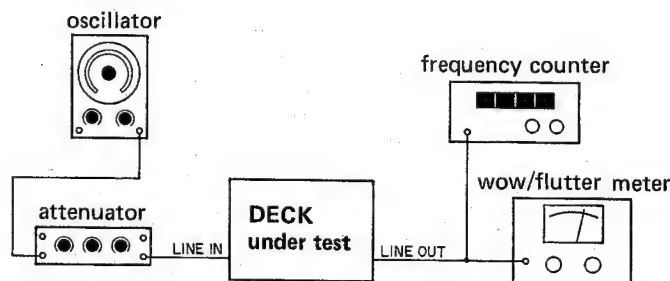 oscillator
frequency counter
wow/flutter meter
attenuator
LINE IN
DECK
under test
LINE OUT